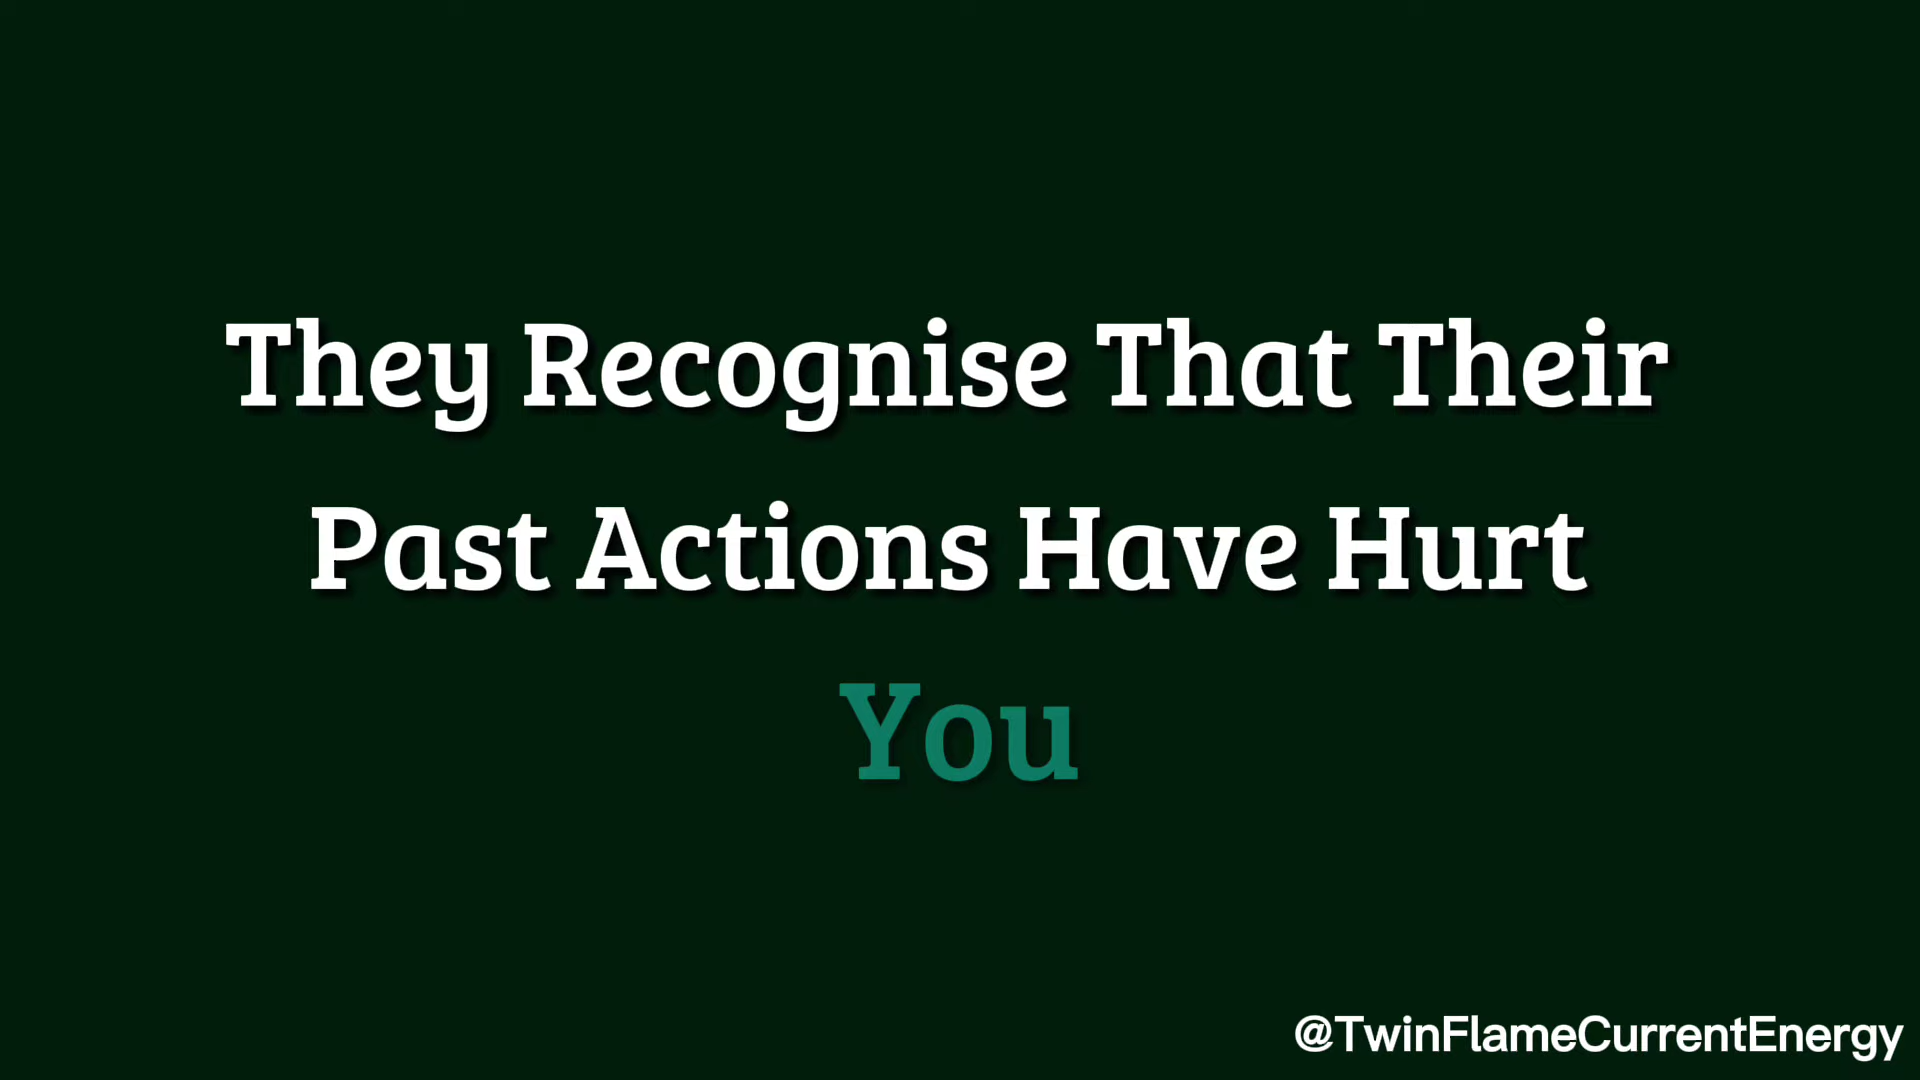 They Recognise That Their
Past Actions Have Hurt
You
@TwinFlameCurrentEnergy